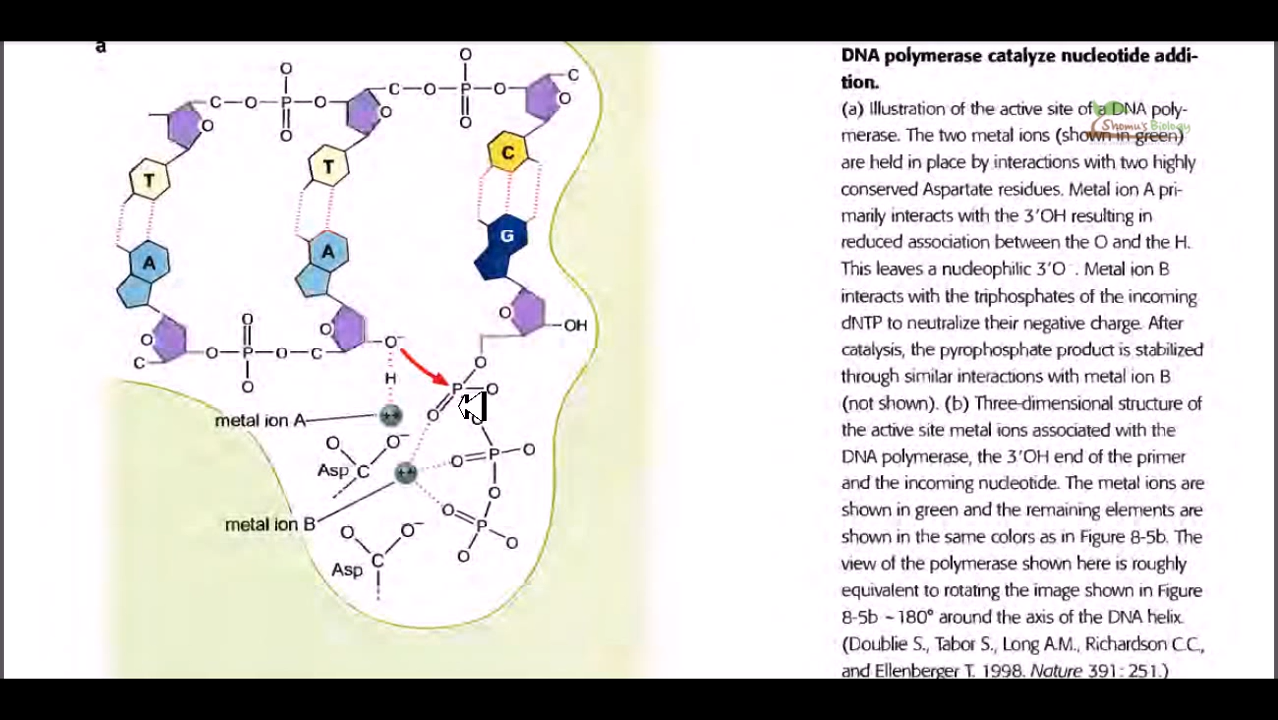 a
DNA polymerase catalyze nucleotide addi-
tion.
(a) Illustration of the active site of a DNA poly-
merase. The two metal ions (shown in green)
are held in place by interactions with two highly
conserved Aspartate residues. Metal ion A pri-
marily interacts with the 3'OH resulting in
reduced association between the O and the H.
This leaves a nucleophilic 3'O⁻. Metal ion B
interacts with the triphosphates of the incoming
dNTP to neutralize their negative charge. After
catalysis, the pyrophosphate product is stabilized
through similar interactions with metal ion B
(not shown). (b) Three-dimensional structure of
the active site metal ions associated with the
DNA polymerase, the 3'OH end of the primer
and the incoming nucleotide. The metal ions are
shown in green and the remaining elements are
shown in the same colors as in Figure 8-5b. The
view of the polymerase shown here is roughly
equivalent to rotating the image shown in Figure
8-5b ~180° around the axis of the DNA helix.
(Doublie S., Tabor S., Long A.M., Richardson C.C.,
and Ellenberger T. 1998. Nature 391: 251.)
Shomu's Biology
O O
C O P O C O P O C
O O O O O
T T C
A A G
O O O
O OH
C O P O C O⁻
O
O
H P O
metal ion A ++ O O
O O⁻ O P O
Asp C ++
O
metal ion B O P
O O⁻ O O
C
Asp